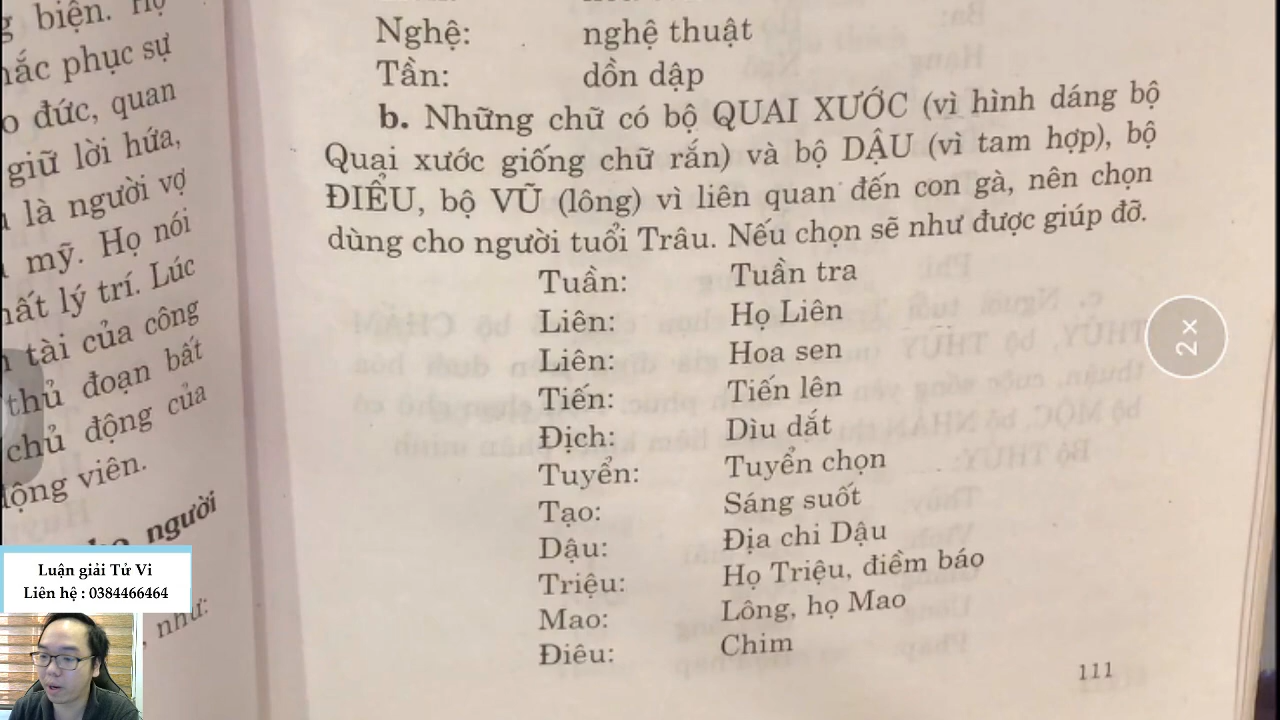 g biện. Họ
hắc phục sự
o đức, quan
giữ lời hứa,
là người vợ
mỹ. Họ nói
hất lý trí. Lúc
tài của công
thủ đoạn bất
chủ động của
động viên.
người
, như:
Nghệ: nghệ thuật
Tần: dồn dập
b. Những chữ có bộ QUAI XƯỚC (vì hình dáng bộ
Quai xước giống chữ rắn) và bộ DẬU (vì tam hợp), bộ
ĐIỂU, bộ VŨ (lông) vì liên quan đến con gà, nên chọn
dùng cho người tuổi Trâu. Nếu chọn sẽ như được giúp đỡ.
Tuần: Tuần tra
Liên: Họ Liên
Liên: Hoa sen
Tiến: Tiến lên
Địch: Dìu dắt
Tuyển: Tuyển chọn
Tạo: Sáng suốt
Dậu: Địa chi Dậu
Triệu: Họ Triệu, điềm báo
Mao: Lông, họ Mao
Điêu: Chim
111
2×
Luận giải Tử Vi
Liên hệ : 0384466464